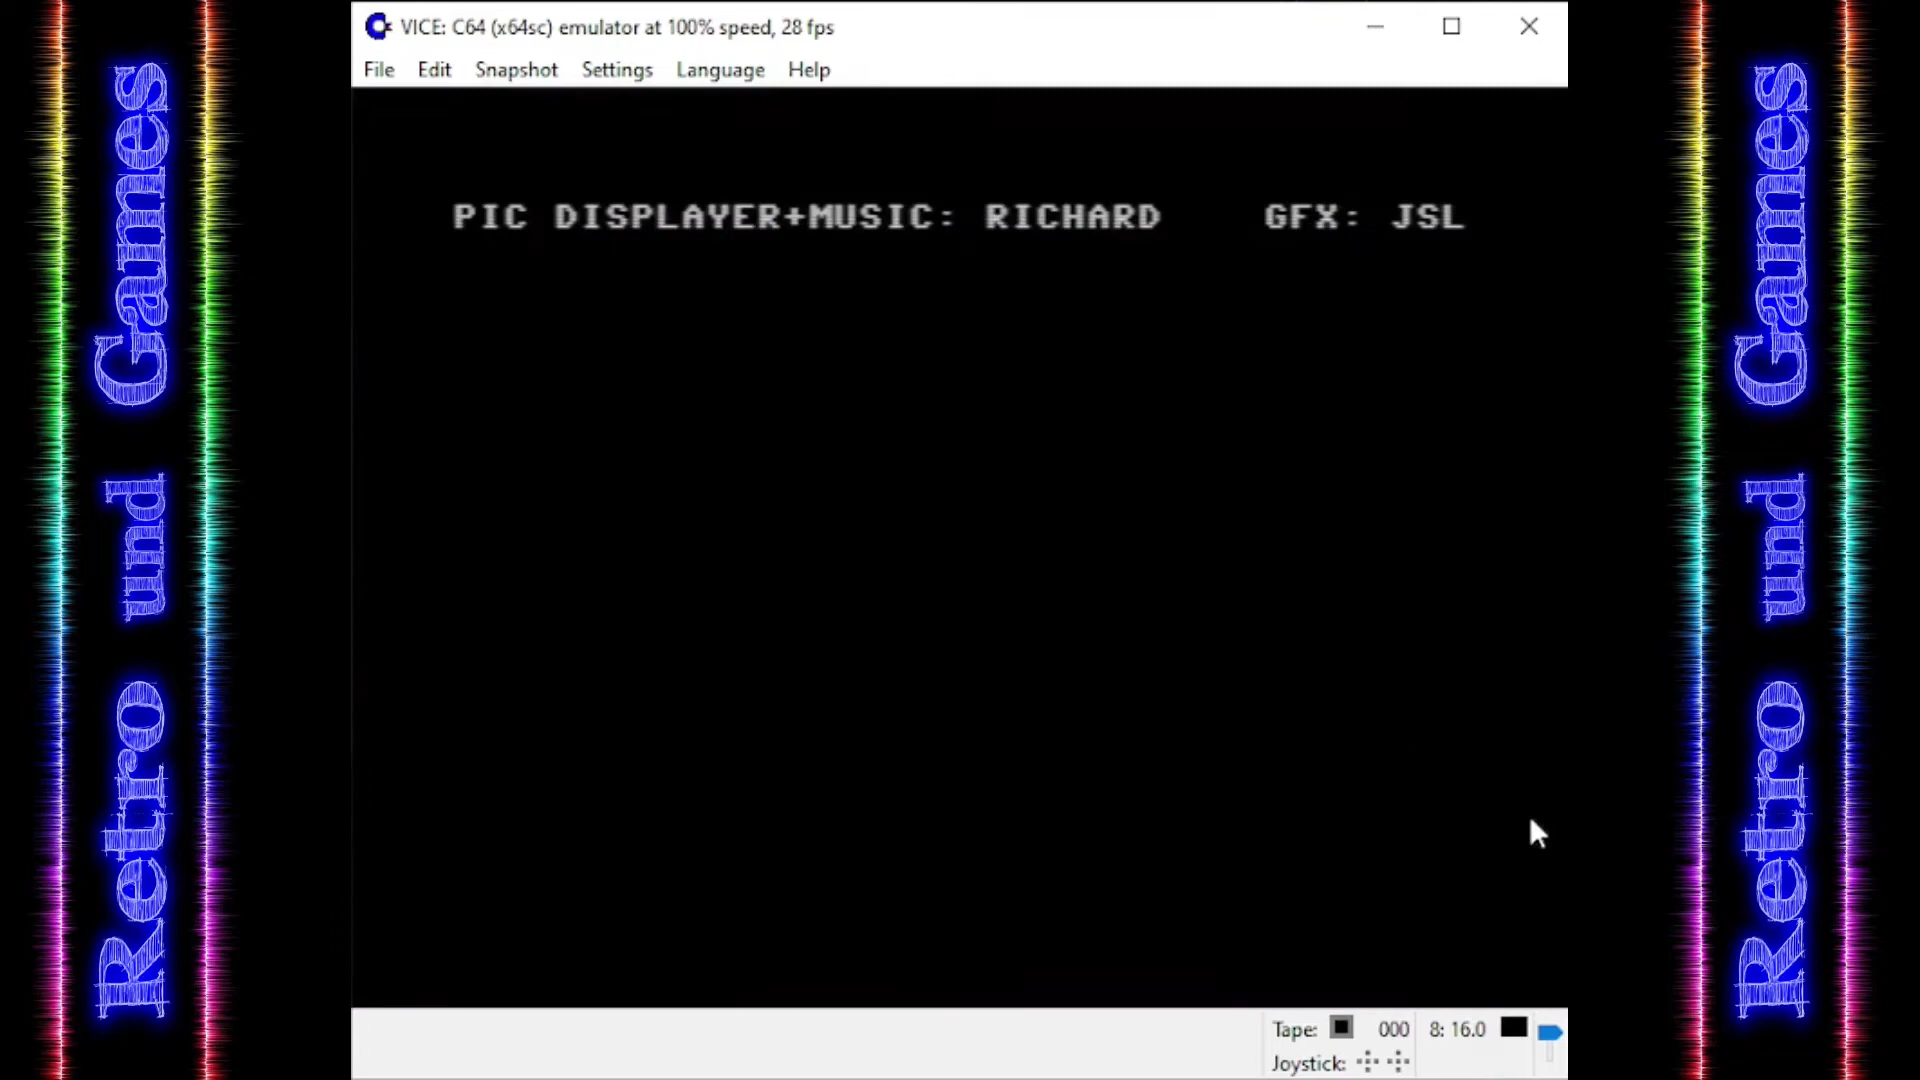 Retro und Games
VICE: C64 (x64sc) emulator at 100% speed, 28 fps
File Edit Snapshot Settings Language Help
PIC DISPLAYER+MUSIC: RICHARD GFX: JSL
Tape: 000 8: 16.0
Joystick:
Retro und Games